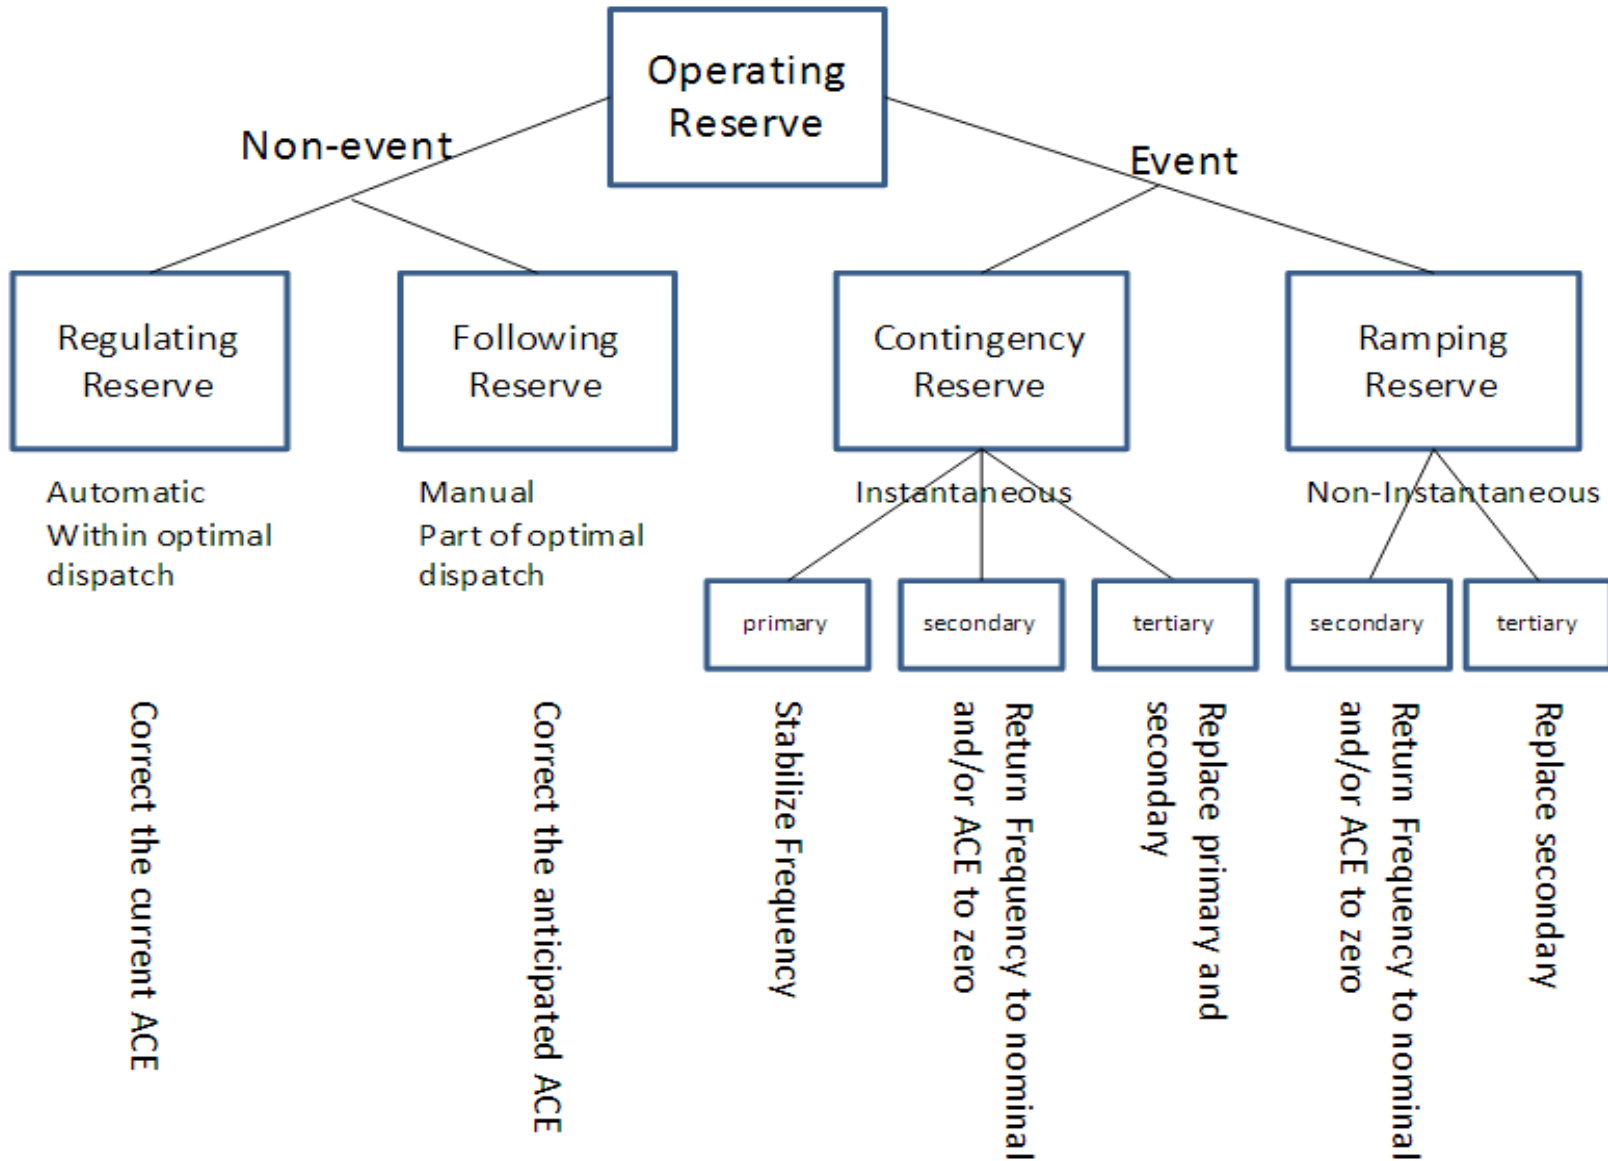 Operating
Reserve
Non-event
Event
Regulating
Reserve
Following
Reserve
Contingency
Reserve
Ramping
Reserve
Automatic
Within optimal
dispatch
Manual
Part of optimal
dispatch
Instantaneous
Non-Instantaneous
primary
secondary
tertiary
secondary
tertiary
Correct the current ACE
Correct the anticipated ACE
Stabilize Frequency
Return Frequency to nominal
and/or ACE to zero
Replace primary and
secondary
Return Frequency to nominal
and/or ACE to zero
Replace secondary